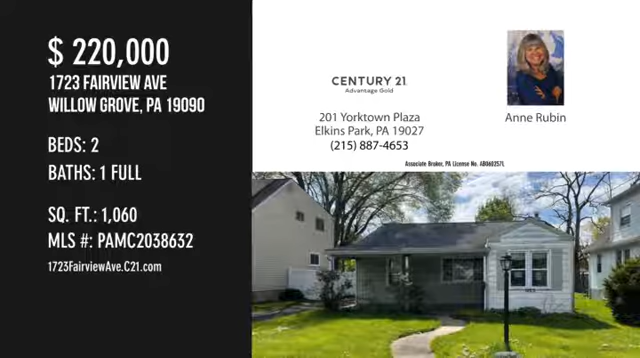 $ 220,000
1723 FAIRVIEW AVE
WILLOW GROVE, PA 19090
BEDS: 2
BATHS: 1 FULL
SQ. FT.: 1,060
MLS #: PAMC2038632
1723FairviewAve.C21.com
CENTURY 21
Advantage Gold
201 Yorktown Plaza
Elkins Park, PA 19027
(215) 887-4653
Anne Rubin
Associate Broker, PA License No. AB060257L